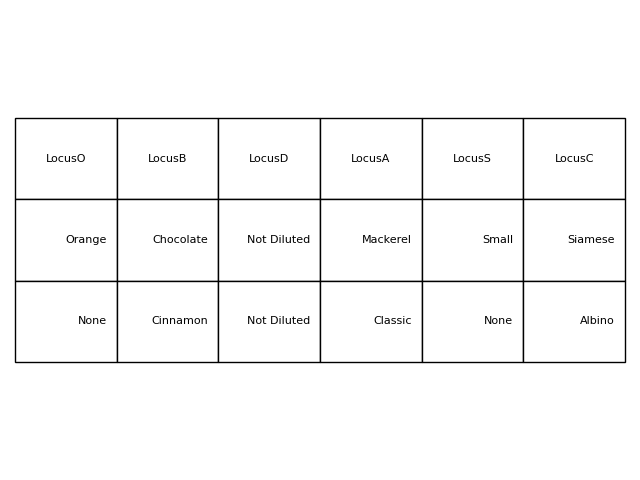 LocusO LocusB LocusD LocusA LocusS LocusC
Orange Chocolate Not Diluted Mackerel Small Siamese
None Cinnamon Not Diluted Classic None Albino